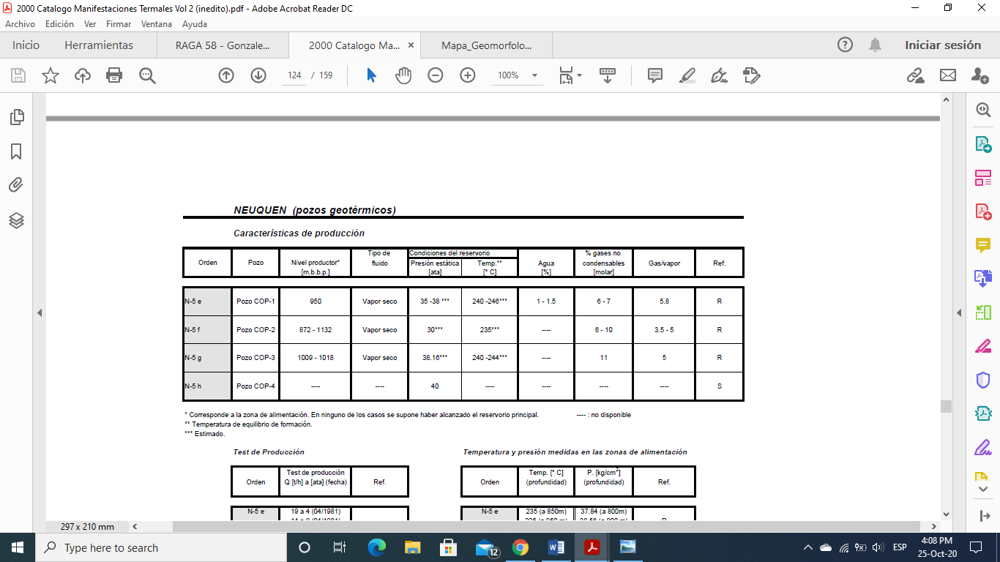 2000 Catalogo Manifestaciones Termales Vol 2 (inedito).pdf - Adobe Acrobat Reader DC
Archivo Edición Ver Firmar Ventana Ayuda
Inicio Herramientas RAGA 58 - Gonzale... 2000 Catalogo Ma... × Mapa_Geomorfolo... Iniciar sesión
124 / 159 100%
NEUQUEN (pozos geotérmicos)
Características de producción
Orden Pozo Nivel productor* [m.b.b.p.] Tipo de fluido Condiciones del reservorio Presión estática [ata] Temp.** [° C] Agua [%] % gases no condensables [molar] Gas/vapor Ref.
N-5 e Pozo COP-1 950 Vapor seco 35 -38 *** 240 -246*** 1 - 1.5 6 - 7 5.8 R
N-5 f Pozo COP-2 872 - 1132 Vapor seco 30*** 235*** ---- 6 - 10 3.5 - 5 R
N-5 g Pozo COP-3 1009 - 1018 Vapor seco 38.16*** 240 -244*** ---- 11 5 R
N-5 h Pozo COP-4 ---- ---- 40 ---- ---- ---- ---- S
* Corresponde a la zona de alimentación. En ninguno de los casos se supone haber alcanzado el reservorio principal. ---- : no disponible
** Temperatura de equilibrio de formación.
*** Estimado.
Test de Producción Temperatura y presión medidas en las zonas de alimentación
Orden Test de producción Q [t/h] a [ata] (fecha) Ref. Orden Temp. [° C] (profundidad) P. [kg/cm2] (profundidad) Ref.
N-5 e 19 a 4 (04/1981) N-5 e 235 (a 850m) 37.84 (a 800m)
297 x 210 mm
Type here to search 12 ESP 4:08 PM
25-Oct-20